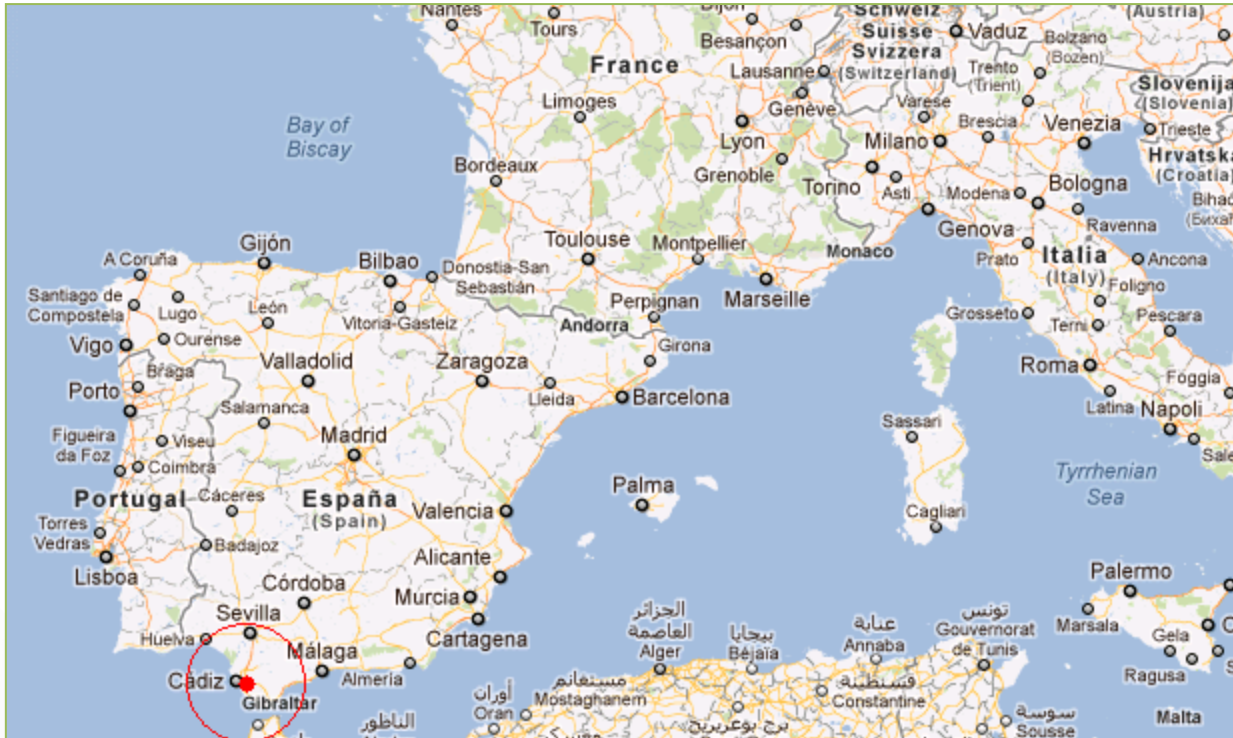 Nantes
Tours
Dijon
Besançon
Schweiz
Suisse
Svizzera
(Switzerland)
Vaduz
(Austria)
Bolzano
(Bozen)
France
Lausanne
Trento
(Trient)
Slovenija
(Slovenia)
Limoges
Genève
Varese
Brescia
Venezia
Trieste
Bay of
Biscay
Lyon
Milano
Hrvatska
(Croatia)
Bordeaux
Grenoble
Torino
Asti
Modena
Bologna
Ravenna
Gijón
Toulouse
Montpellier
Monaco
Genova
Prato
Italia
(Italy)
Ancona
A Coruña
Bilbao
Donostia-San
Sebastián
Marseille
Foligno
Santiago de
Compostela
Lugo
León
Vitoria-Gasteiz
Perpignan
Andorra
Grosseto
Terni
Pescara
Vigo
Ourense
Valladolid
Zaragoza
Girona
Roma
Braga
Porto
Lleida
Barcelona
Foggia
Salamanca
Latina
Napoli
Figueira
da Foz
Viseu
Madrid
Sassari
Coimbra
Tyrrhenian
Sea
Portugal
Cáceres
España
(Spain)
Valencia
Palma
Cagliari
Torres
Vedras
Badajoz
Lisboa
Alicante
Palermo
Córdoba
Murcia
Sevilla
Cartagena
الجزائر
العاصمة
Alger
بيجايا
Béjaïa
عنابة
Annaba
تونس
Gouvernorat
de Tunis
Marsala
Gela
Ragusa
Huelva
Málaga
Almería
Cádiz
Gibraltar
أوران
Oran
مستغانم
Mostaghanem
قسنطينة
Constantine
الناظور
برج بوعريريج
سوسة
Sousse
Malta